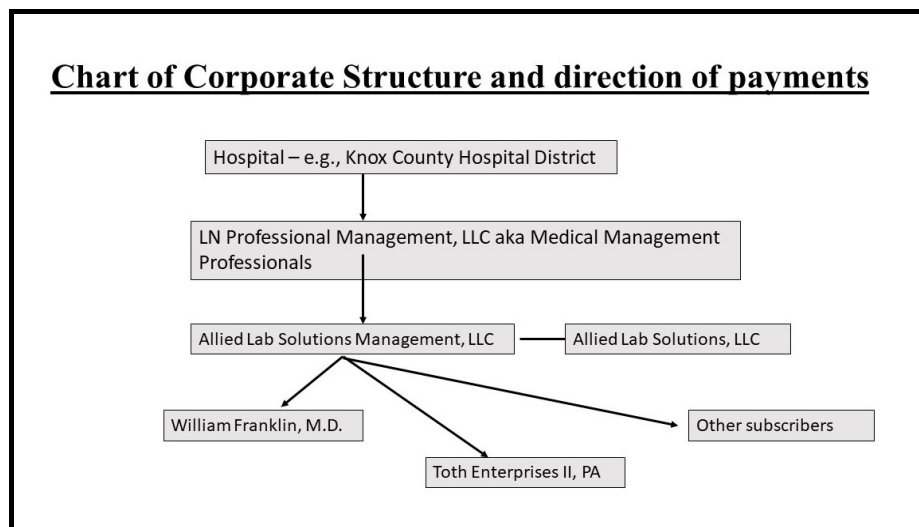 Chart of Corporate Structure and direction of payments
Hospital – e.g., Knox County Hospital District
LN Professional Management, LLC aka Medical Management
Professionals
Allied Lab Solutions Management, LLC
Allied Lab Solutions, LLC
William Franklin, M.D.
Other subscribers
Toth Enterprises II, PA